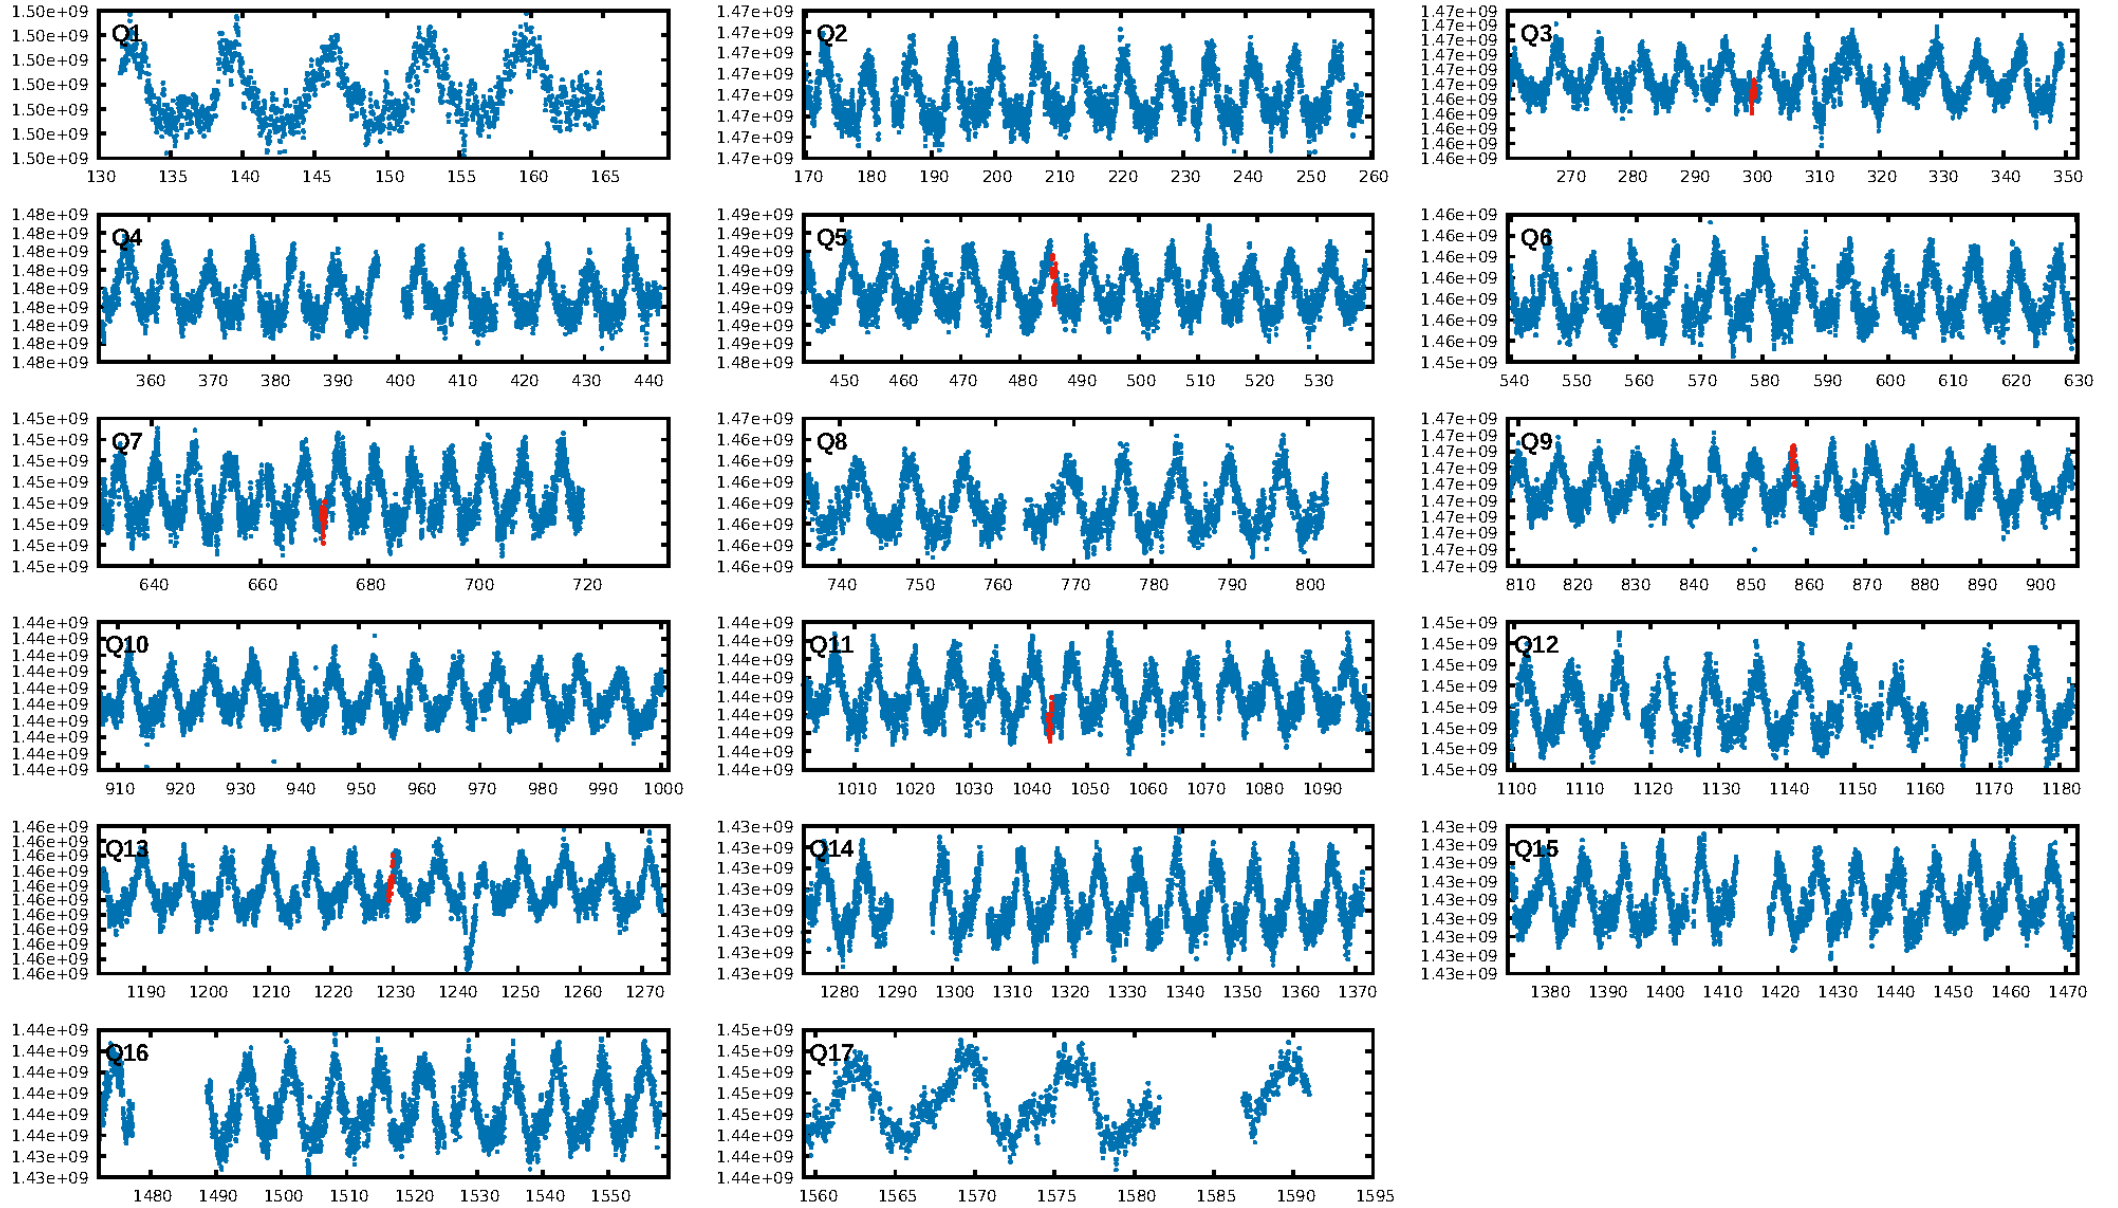 Q1
1.50e+09
1.50e+09
1.50e+09
1.50e+09
1.50e+09
1.50e+09
1.50e+09
130 135 140 145 150 155 160 165
Q2
1.47e+09
1.47e+09
1.47e+09
1.47e+09
1.47e+09
1.47e+09
1.47e+09
1.47e+09
170 180 190 200 210 220 230 240 250 260
Q3
1.47e+09
1.47e+09
1.47e+09
1.47e+09
1.47e+09
1.47e+09
1.46e+09
1.46e+09
1.46e+09
1.46e+09
1.46e+09
270 280 290 300 310 320 330 340 350
Q4
1.48e+09
1.48e+09
1.48e+09
1.48e+09
1.48e+09
1.48e+09
1.48e+09
1.48e+09
1.48e+09
360 370 380 390 400 410 420 430 440
Q5
1.49e+09
1.49e+09
1.49e+09
1.49e+09
1.49e+09
1.49e+09
1.49e+09
1.49e+09
1.48e+09
450 460 470 480 490 500 510 520 530
Q6
1.46e+09
1.46e+09
1.46e+09
1.46e+09
1.46e+09
1.46e+09
1.46e+09
1.45e+09
540 550 560 570 580 590 600 610 620 630
Q7
1.45e+09
1.45e+09
1.45e+09
1.45e+09
1.45e+09
1.45e+09
1.45e+09
1.45e+09
640 660 680 700 720
Q8
1.47e+09
1.46e+09
1.46e+09
1.46e+09
1.46e+09
1.46e+09
1.46e+09
1.46e+09
740 750 760 770 780 790 800
Q9
1.47e+09
1.47e+09
1.47e+09
1.47e+09
1.47e+09
1.47e+09
1.47e+09
1.47e+09
1.47e+09
1.47e+09
810 820 830 840 850 860 870 880 890 900
Q10
1.44e+09
1.44e+09
1.44e+09
1.44e+09
1.44e+09
1.44e+09
1.44e+09
1.44e+09
1.44e+09
1.44e+09
910 920 930 940 950 960 970 980 990 1000
Q11
1.44e+09
1.44e+09
1.44e+09
1.44e+09
1.44e+09
1.44e+09
1.44e+09
1.44e+09
1.44e+09
1010 1020 1030 1040 1050 1060 1070 1080 1090
Q12
1.45e+09
1.45e+09
1.45e+09
1.45e+09
1.45e+09
1.45e+09
1.45e+09
1.45e+09
1100 1110 1120 1130 1140 1150 1160 1170 1180
Q13
1.46e+09
1.46e+09
1.46e+09
1.46e+09
1.46e+09
1.46e+09
1.46e+09
1.46e+09
1.46e+09
1.46e+09
1.46e+09
1190 1200 1210 1220 1230 1240 1250 1260 1270
Q14
1.43e+09
1.43e+09
1.43e+09
1.43e+09
1.43e+09
1.43e+09
1.43e+09
1.43e+09
1280 1290 1300 1310 1320 1330 1340 1350 1360 1370
Q15
1.43e+09
1.43e+09
1.43e+09
1.43e+09
1.43e+09
1.43e+09
1.43e+09
1.43e+09
1.43e+09
1380 1390 1400 1410 1420 1430 1440 1450 1460 1470
Q16
1.44e+09
1.44e+09
1.44e+09
1.44e+09
1.44e+09
1.44e+09
1.43e+09
1.43e+09
1480 1490 1500 1510 1520 1530 1540 1550
Q17
1.45e+09
1.45e+09
1.45e+09
1.45e+09
1.45e+09
1.44e+09
1.44e+09
1.44e+09
1560 1565 1570 1575 1580 1585 1590 1595